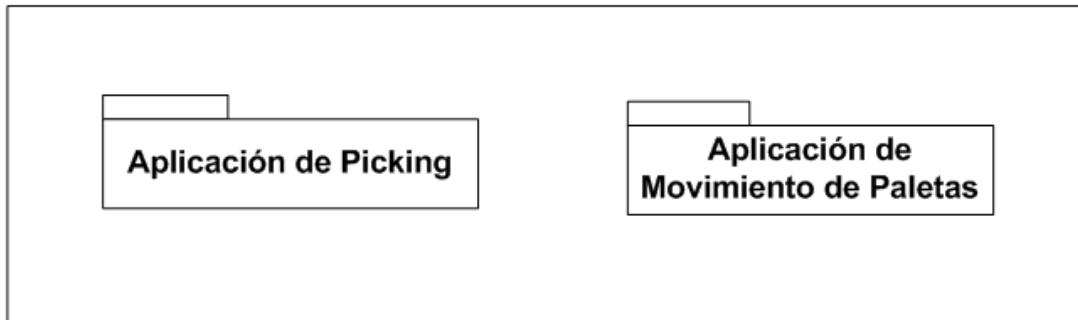 Aplicación de Picking
Aplicación de
Movimiento de Paletas